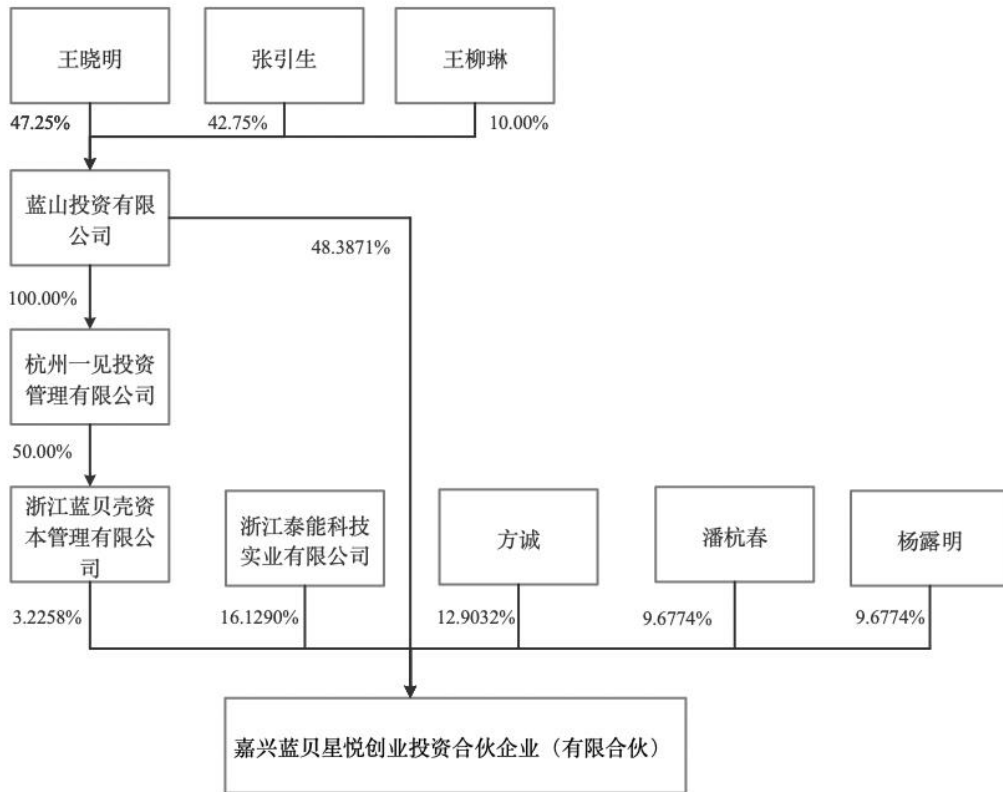 王晓明
张引生
王柳琳
47.25%
42.75%
10.00%
蓝山投资有限
公司
48.3871%
100.00%
杭州一见投资
管理有限公司
50.00%
浙江蓝贝壳资
本管理有限公
司
浙江泰能科技
实业有限公司
方诚
潘杭春
杨露明
3.2258%
16.1290%
12.9032%
9.6774%
9.6774%
嘉兴蓝贝星悦创业投资合伙企业（有限合伙）